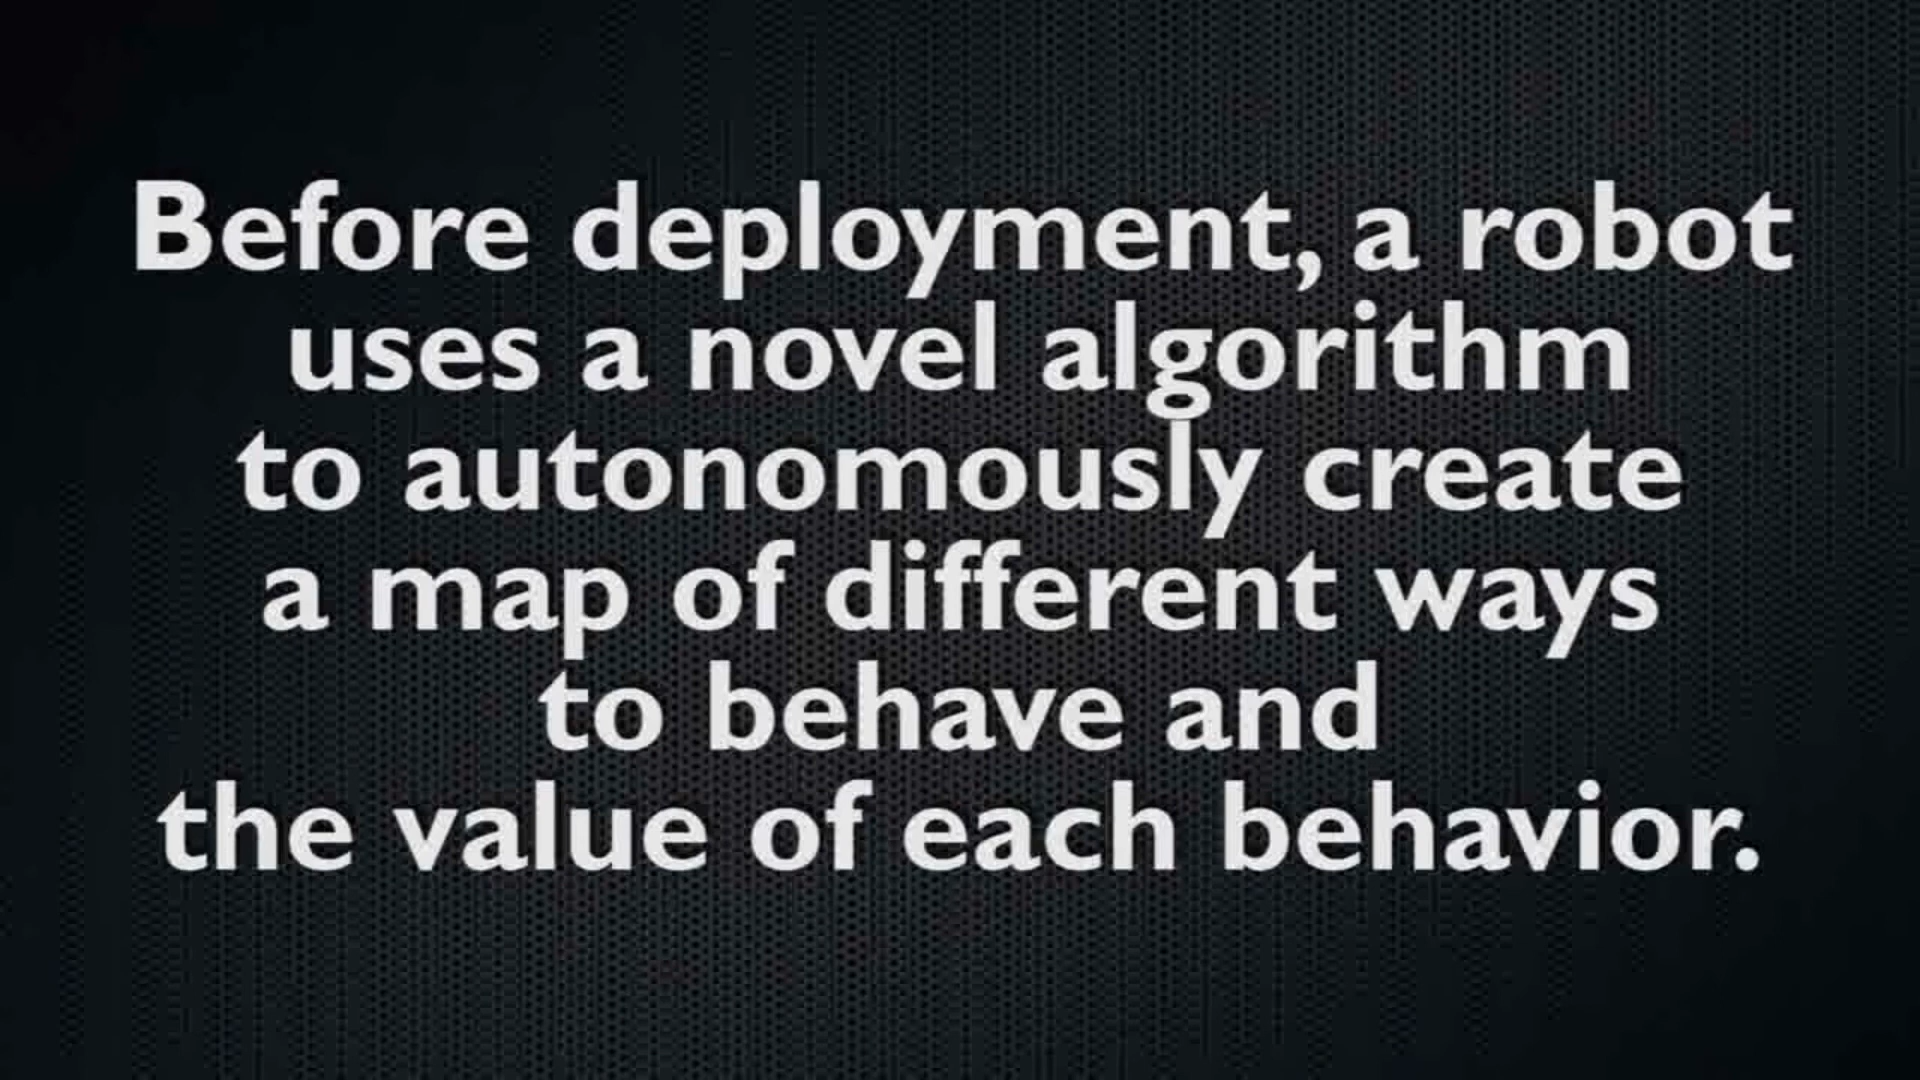 Before deployment, a robot
uses a novel algorithm
to autonomously create
a map of different ways
to behave and
the value of each behavior.